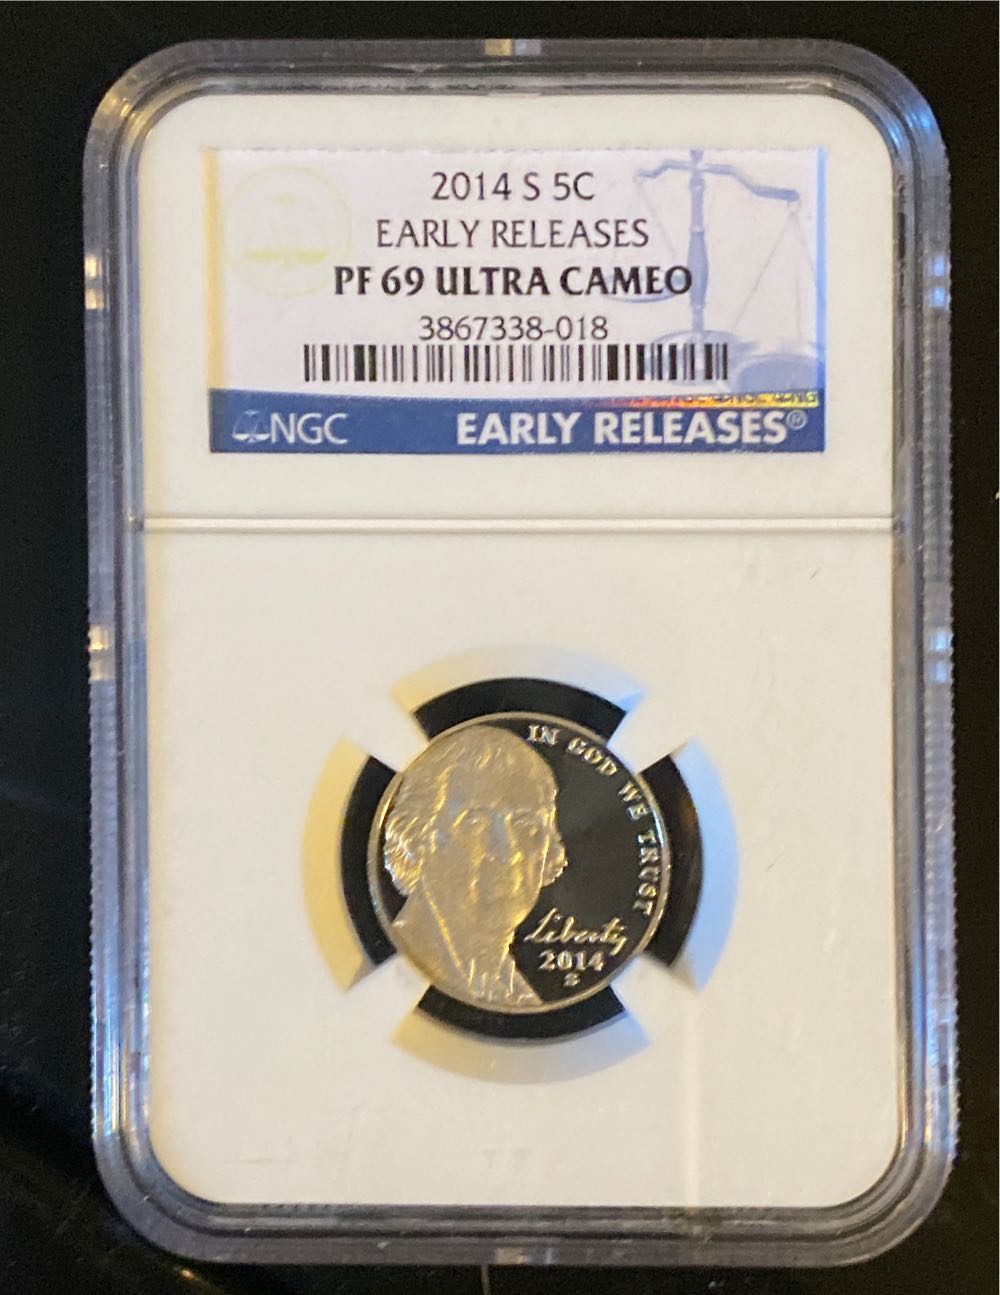 2014 S 5C
EARLY RELEASES
PF 69 ULTRA CAMEO
3867338-018
NGC EARLY RELEASES®
IN GOD WE TRUST
Liberty
2014
S